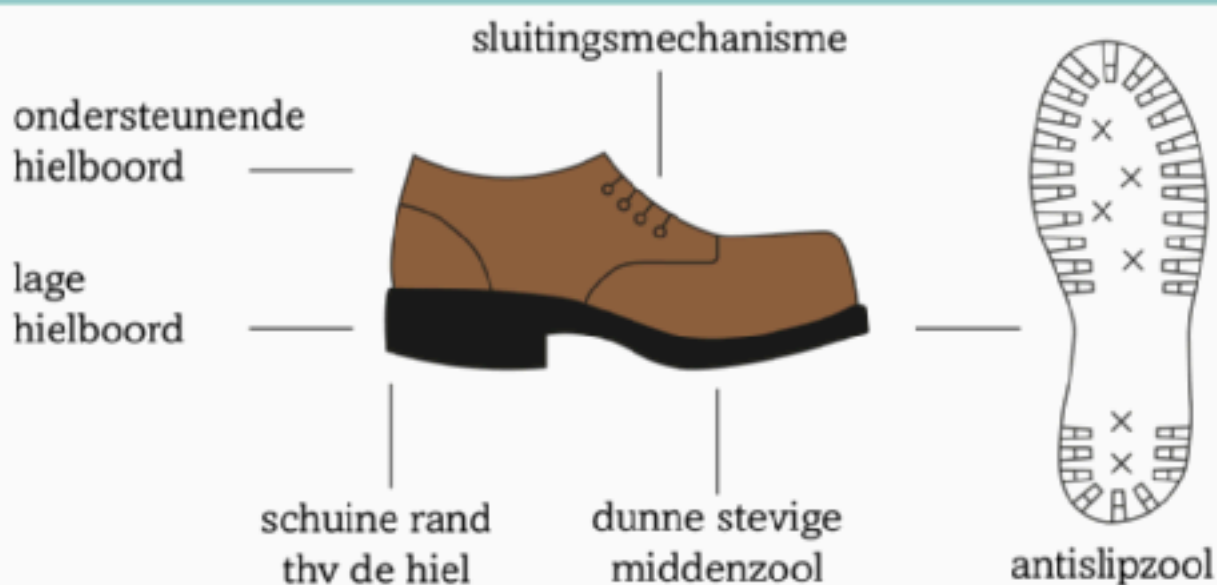 sluitingsmechanisme
ondersteunende
hielboord
lage
hielboord
schuine rand
thv de hiel
dunne stevige
middenzool
antislipzool